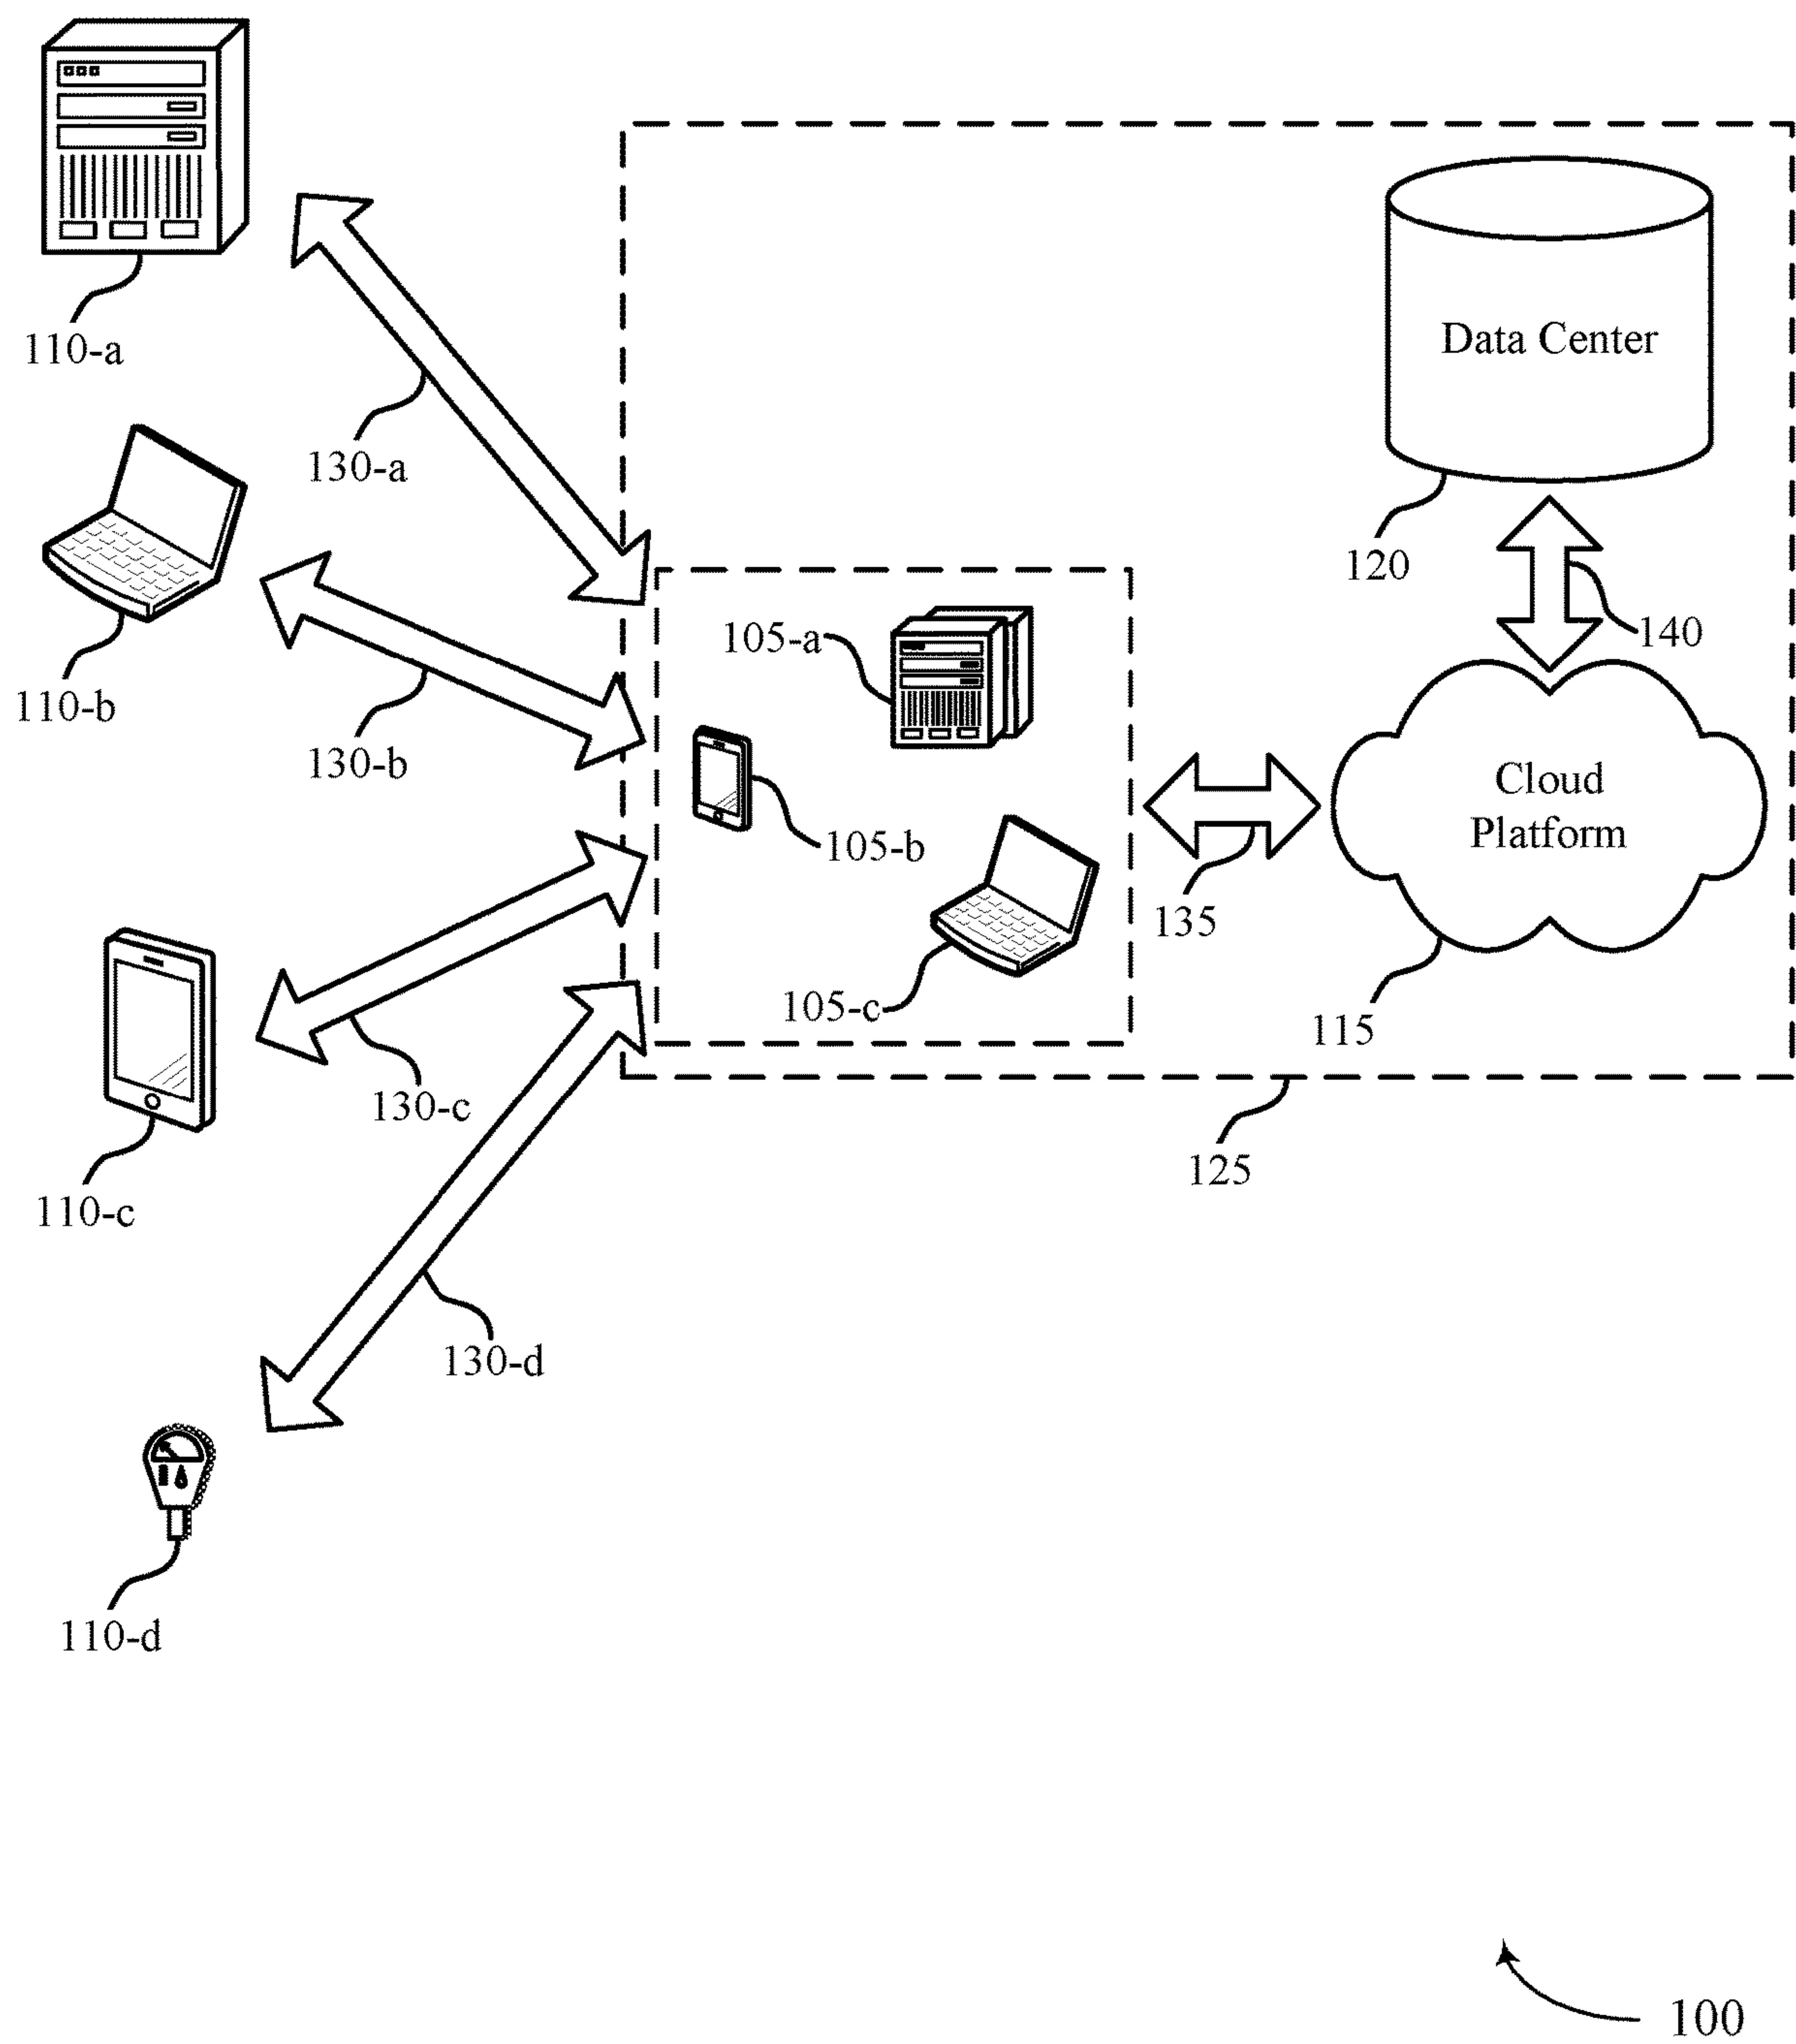 110-a
130-a
Data Center
120
140
110-b
130-b
105-a
105-b
105-c
Cloud
Platform
135
115
130-c
125
110-c
130-d
110-d
100